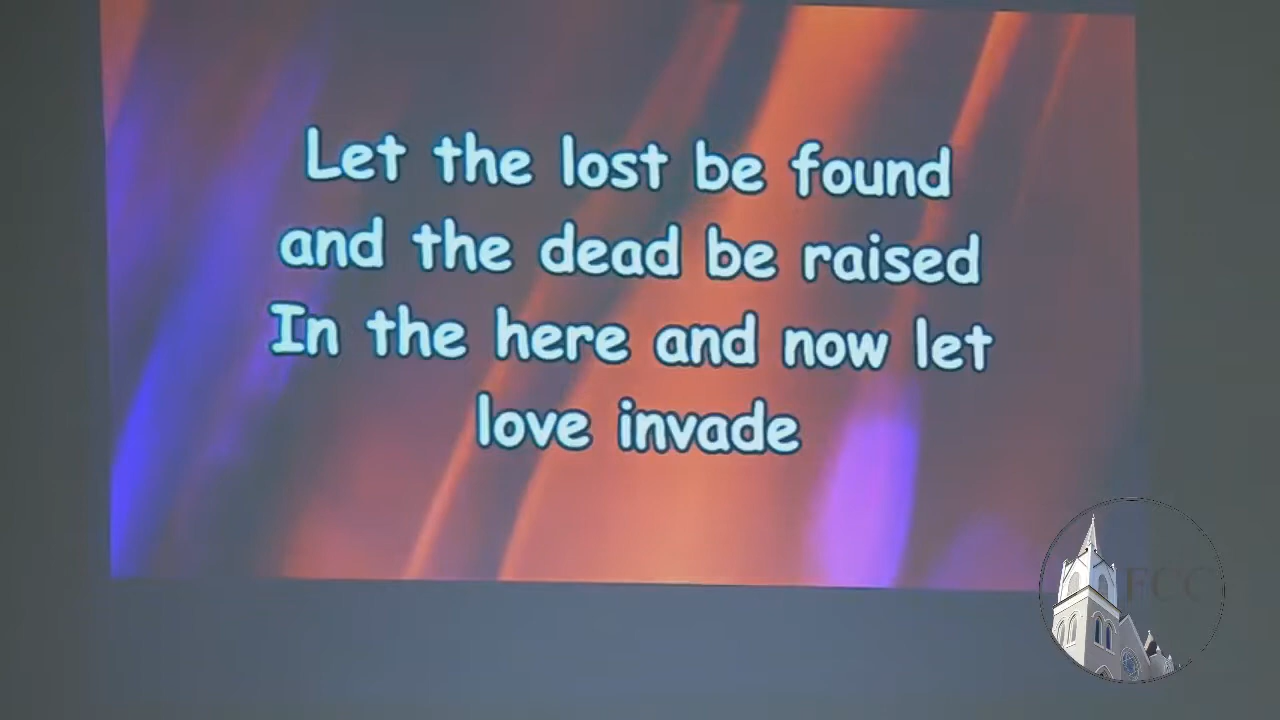 Let the lost be found
and the dead be raised
In the here and now let
love invade
FCC